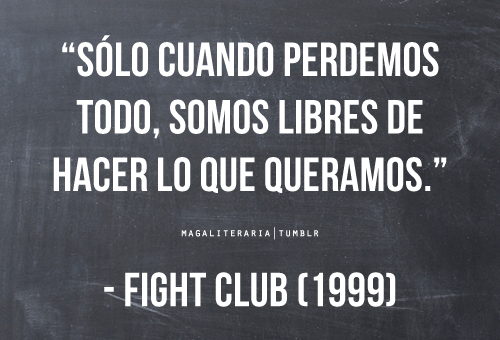 “SÓLO CUANDO PERDEMOS
TODO, SOMOS LIBRES DE
HACER LO QUE QUERAMOS.”
MAGALITERARIA|TUMBLR
- FIGHT CLUB (1999)